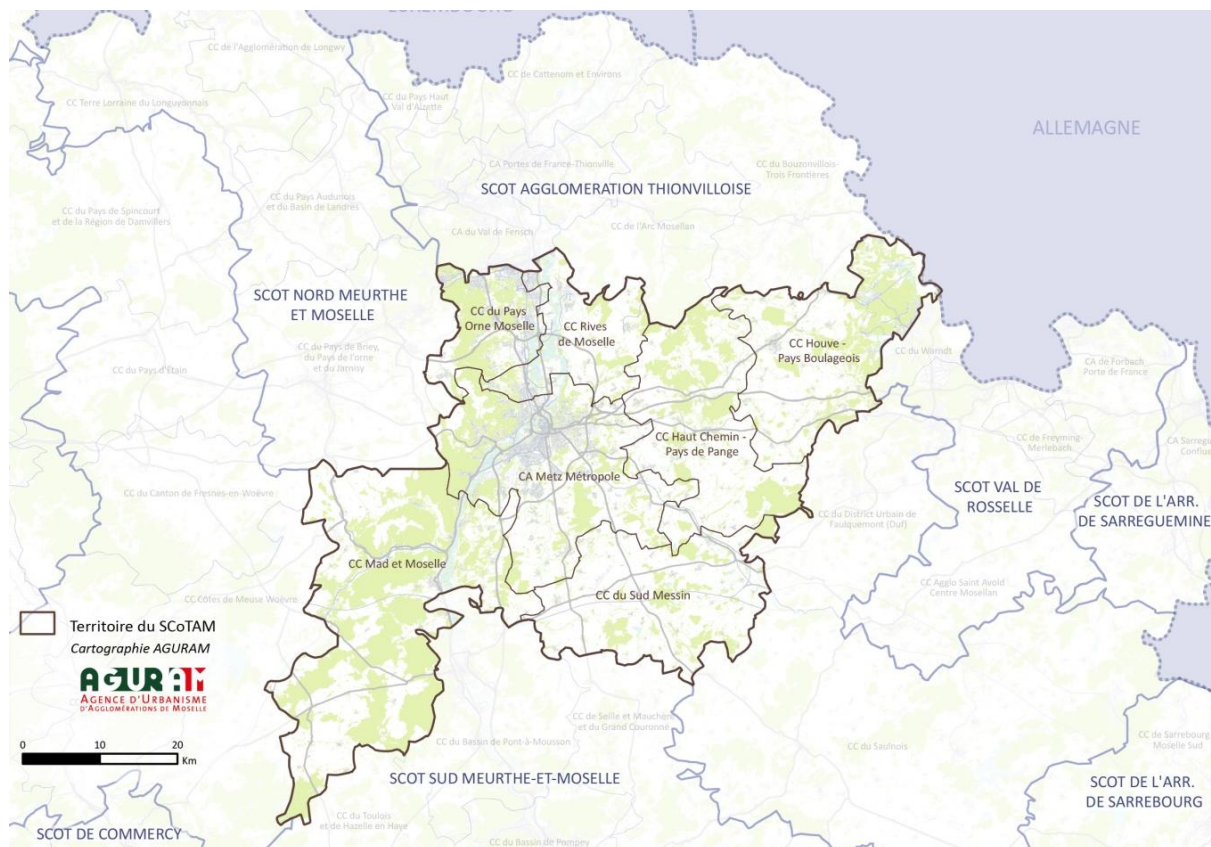 LUXEMBOURG
CC de l'Agglomération de Longwy
CC de Cattenom et Environs
CC Terre Lorraine du Longuyonnais
CC du Pays Haut
Val d'Alzette
ALLEMAGNE
CA Portes de France-Thionville
CC du Bouzonvillois-
Trois Frontières
SCOT AGGLOMERATION THIONVILLOISE
CC du Pays Audunois
et du Bassin de Landres
CC du Pays de Spincourt
et de la Région de Damvillers
CA du Val de Fensch
CC de l'Arc Mosellan
SCOT NORD MEURTHE
ET MOSELLE
CC du Pays
Orne Moselle
CC Rives
de Moselle
CC Houve -
Pays Boulageois
CC du Pays de Briey,
du Pays de l'orne
et du Jarnisy
CC du Warndt
CA de Forbach
Porte de France
CC du Pays d'Étain
CC Haut Chemin -
Pays de Pange
CC de Freyming-
Merlebach
CA Sarregu
Conflue
CA Metz Métropole
SCOT VAL DE
ROSSELLE
SCOT DE L'ARR.
DE SARREGUEMINE
CC du Canton de Fresnes-en-Woëvre
CC du District Urbain de
Faulquemont (Duf)
CC Mad et Moselle
CC Agglo Saint Avold
Centre Mosellan
CC du Sud Messin
CC Côtes de Meuse Woëvre
Territoire du SCoTAM
Cartographie AGURAM
AGURAM
AGENCE D'URBANISME
D'AGGLOMÉRATIONS DE MOSELLE
0 10 20
Km
CC de Seille et Mauchère
et du Grand Couronné
CC du Bassin de Pont-à-Mousson
CC du Saulnois
CC de Sarrebourg
Moselle Sud
SCOT SUD MEURTHE-ET-MOSELLE
SCOT DE L'ARR.
DE SARREBOURG
CC du Toulois
et de Hazelle en Haye
SCOT DE COMMERCY
CC du Bassin de Pompey